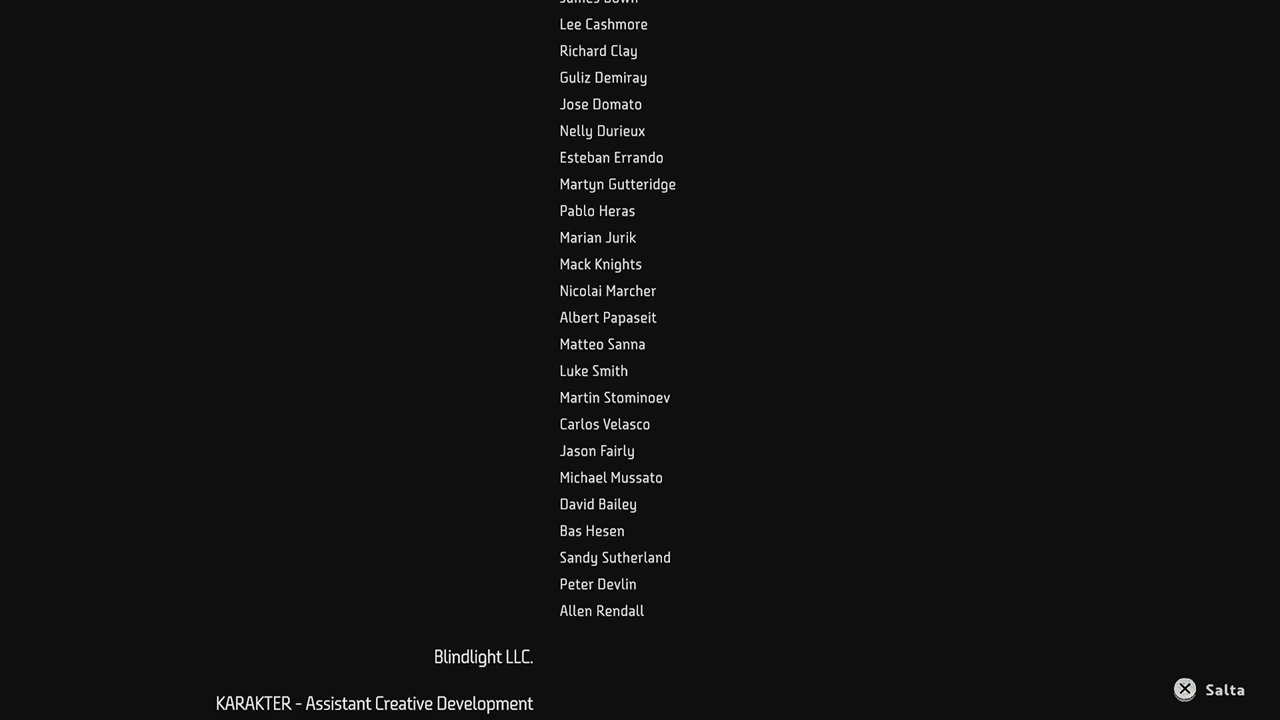 Lee Cashmore
Richard Clay
Guliz Demiray
Jose Domato
Nelly Durieux
Esteban Errando
Martyn Gutteridge
Pablo Heras
Marian Jurik
Mack Knights
Nicolai Marcher
Albert Papaseit
Matteo Sanna
Luke Smith
Martin Stominoev
Carlos Velasco
Jason Fairly
Michael Mussato
David Bailey
Bas Hesen
Sandy Sutherland
Peter Devlin
Allen Rendall
Blindlight LLC.
KARAKTER - Assistant Creative Development
Salta